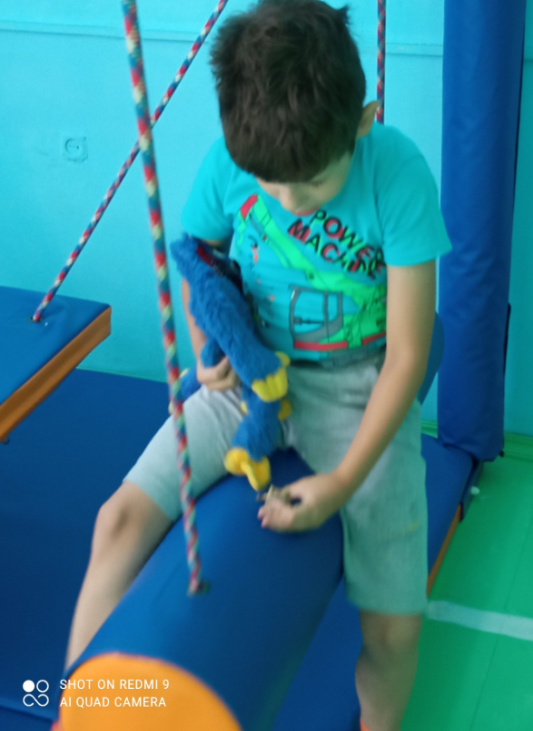 POWER
MACHINE
SHOT ON REDMI 9
AI QUAD CAMERA